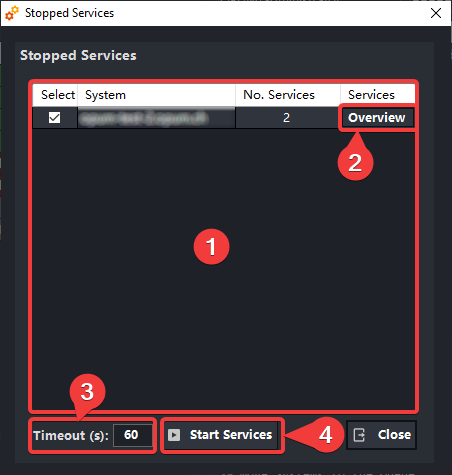 Stopped Services
Stopped Services
Select System No. Services Services
2 Overview
2
1
3
Timeout (s): 60 Start Services 4 Close